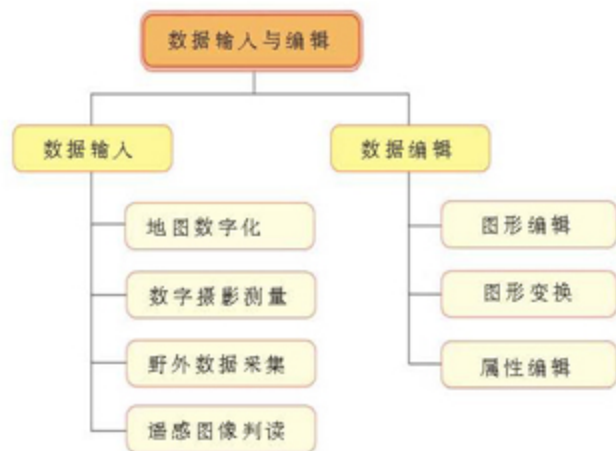 数据输入与编辑
数据输入
数据编辑
地图数字化
数字摄影测量
野外数据采集
遥感图像判读
图形编辑
图形变换
属性编辑